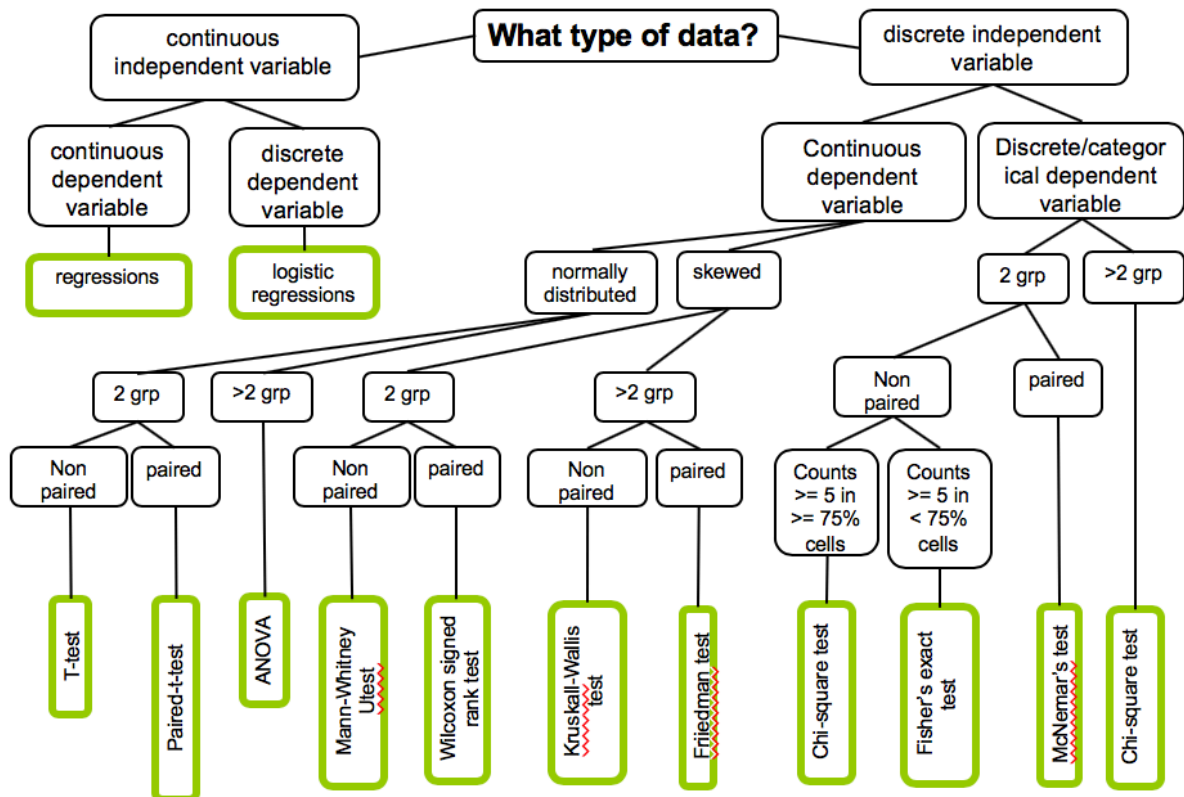 What type of data?
continuous
independent variable
discrete independent
variable
continuous
dependent
variable
discrete
dependent
variable
Continuous
dependent
variable
Discrete/categor
ical dependent
variable
regressions
logistic
regressions
normally
distributed
skewed
2 grp
>2 grp
2 grp
>2 grp
2 grp
>2 grp
Non
paired
paired
Non
paired
paired
Non
paired
paired
Non
paired
paired
Counts
>= 5 in
>= 75%
cells
Counts
>= 5 in
< 75%
cells
T-test
Paired-t-test
ANOVA
Mann-Whitney
Utest
Wilcoxon signed
rank test
Kruskall-Wallis
test
Friiedman test
Chi-square test
Fisher's exact
test
McNemar's test
Chi-square test